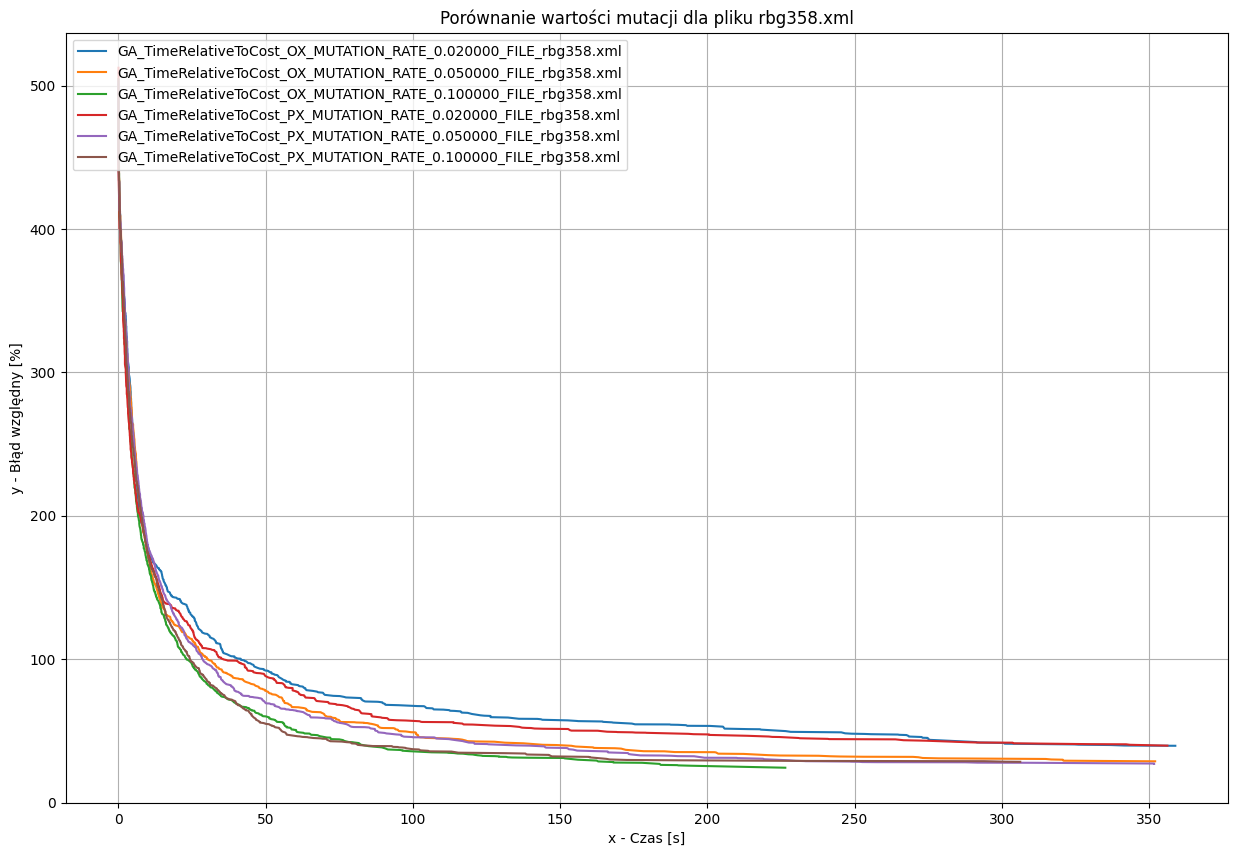 Porównanie wartości mutacji dla pliku rbg358.xml
GA_TimeRelativeToCost_OX_MUTATION_RATE_0.020000_FILE_rbg358.xml
GA_TimeRelativeToCost_OX_MUTATION_RATE_0.050000_FILE_rbg358.xml
GA_TimeRelativeToCost_OX_MUTATION_RATE_0.100000_FILE_rbg358.xml
GA_TimeRelativeToCost_PX_MUTATION_RATE_0.020000_FILE_rbg358.xml
GA_TimeRelativeToCost_PX_MUTATION_RATE_0.050000_FILE_rbg358.xml
GA_TimeRelativeToCost_PX_MUTATION_RATE_0.100000_FILE_rbg358.xml
y - Błąd względny [%]
500
400
300
200
100
0
0 50 100 150 200 250 300 350
x - Czas [s]